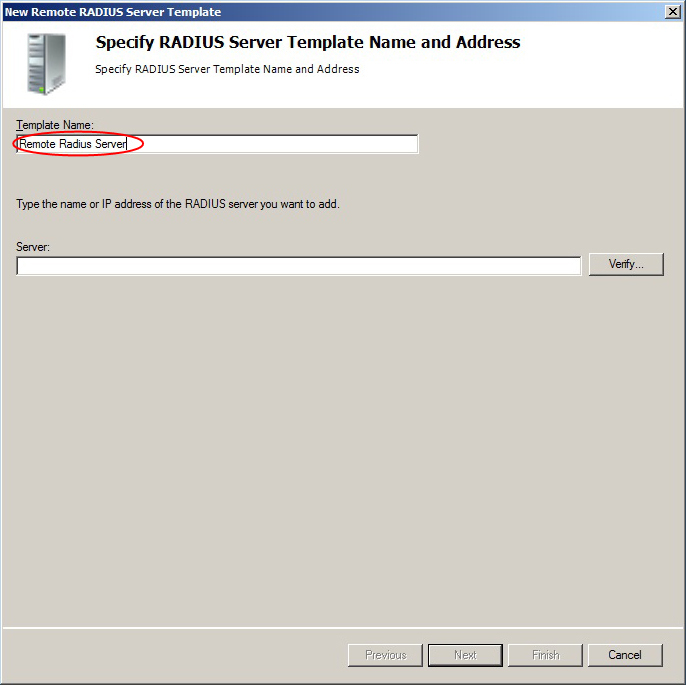 New Remote RADIUS Server Template
Specify RADIUS Server Template Name and Address
Specify RADIUS Server Template Name and Address
Template Name:
Remote Radius Server
Type the name or IP address of the RADIUS server you want to add.
Server:
Verify...
Previous
Next
Finish
Cancel